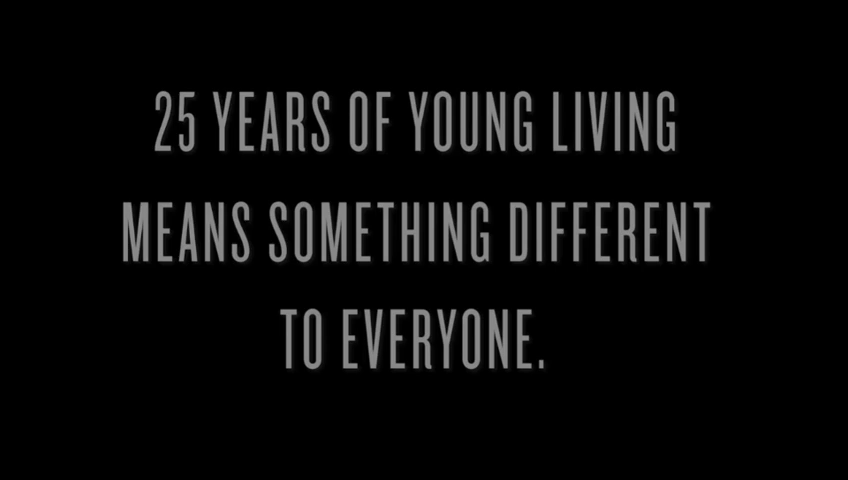 25 YEARS OF YOUNG LIVING
MEANS SOMETHING DIFFERENT
TO EVERYONE.